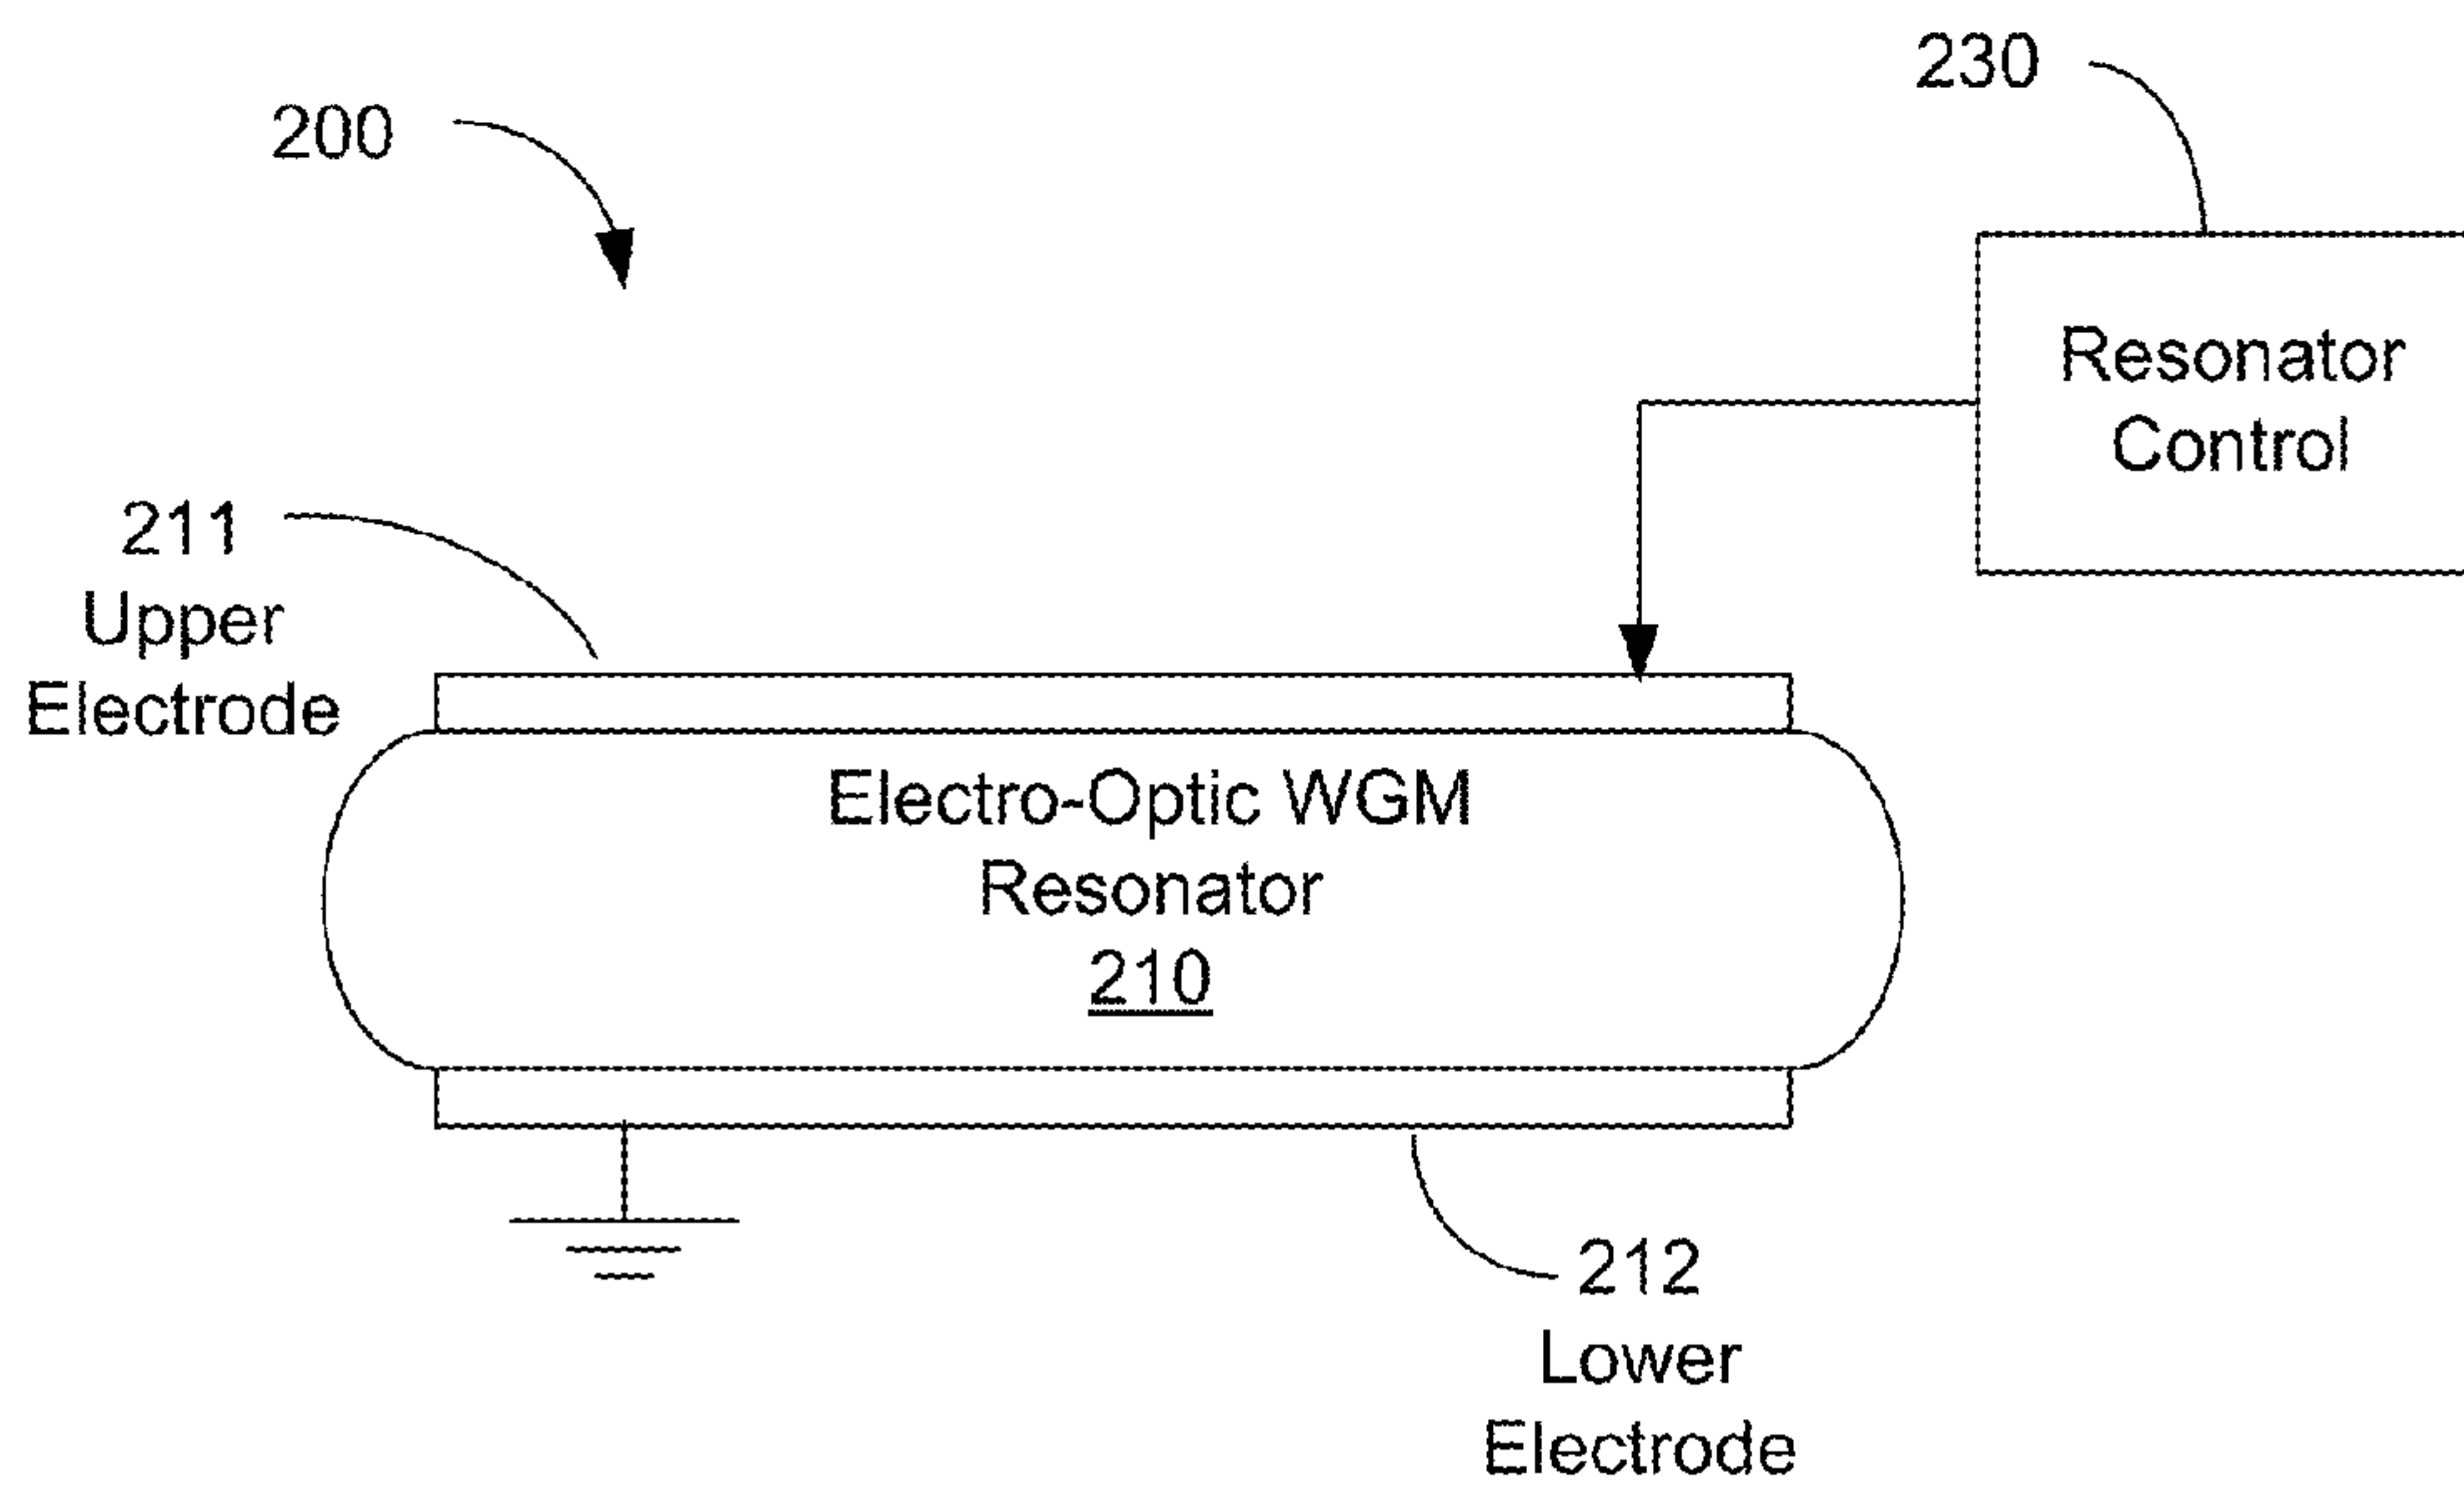 230
200
Resonator
Control
211
Upper
Electrode
Electro-Optic WGM
Resonator
210
212
Lower
Electrode